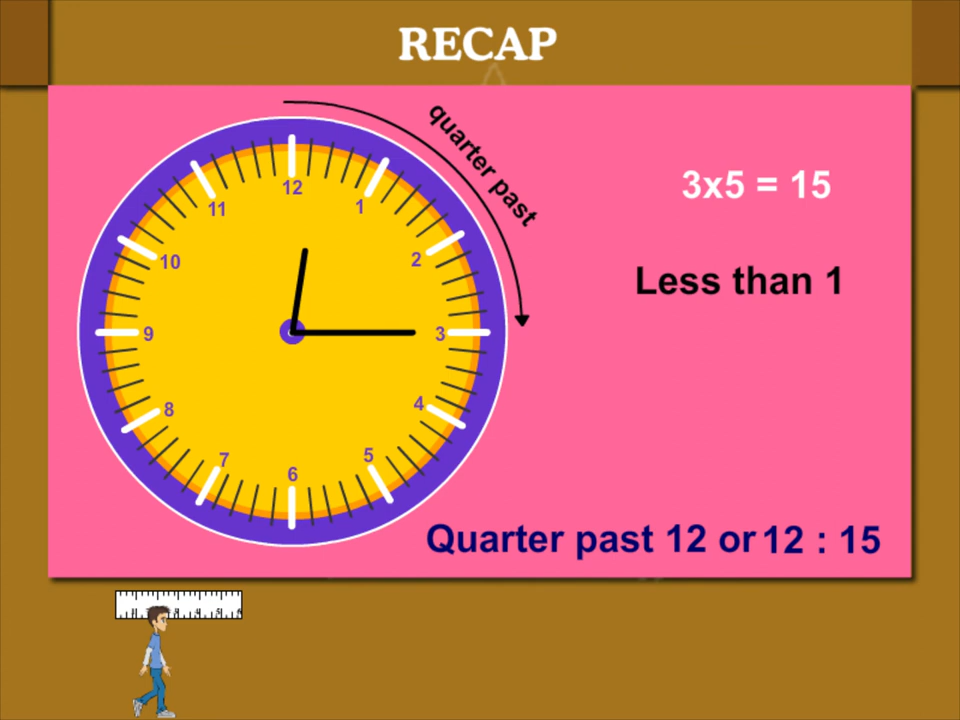 RECAP
quarter past
12
11
1
10
2
9
3
8
4
7
5
6
3x5 = 15
Less than 1
Quarter past 12 or 12 : 15